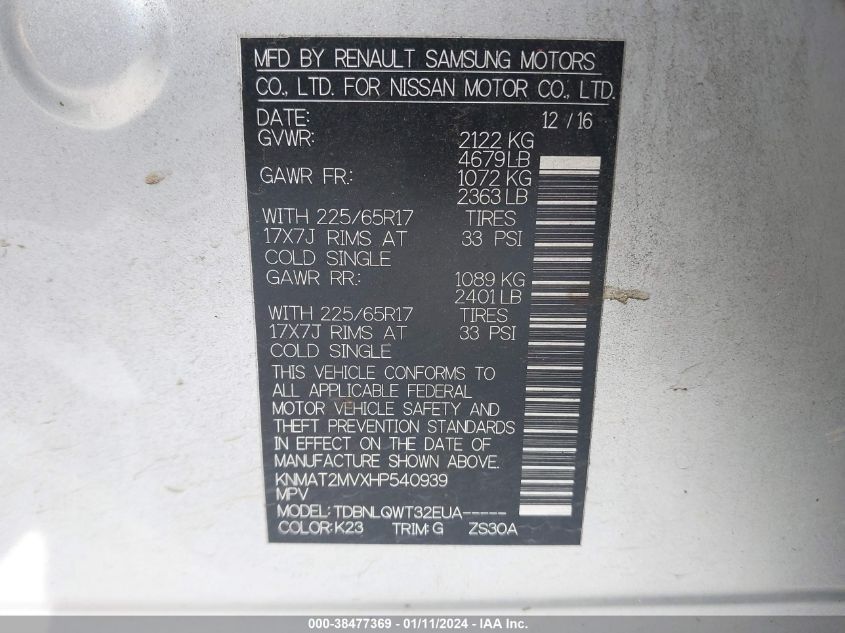 MFD BY RENAULT SAMSUNG MOTORS
CO., LTD. FOR NISSAN MOTOR CO., LTD.
DATE: 12 / 16
GVWR: 2122 KG
4679LB
GAWR FR.: 1072 KG
2363 LB
WITH 225/65R17 TIRES
17X7J RIMS AT 33 PSI
COLD SINGLE
GAWR RR.: 1089 KG
2401LB
WITH 225/65R17 TIRES
17X7J RIMS AT 33 PSI
COLD SINGLE
THIS VEHICLE CONFORMS TO
ALL APPLICABLE FEDERAL
MOTOR VEHICLE SAFETY AND
THEFT PREVENTION STANDARDS
IN EFFECT ON THE DATE OF
MANUFACTURE SHOWN ABOVE.
KNMAT2MVXHP540939
MPV
MODEL: TDBNLQWT32EUA-----
COLOR:K23 TRIM:G ZS30A
000-38477369 - 01/11/2024 - IAA Inc.